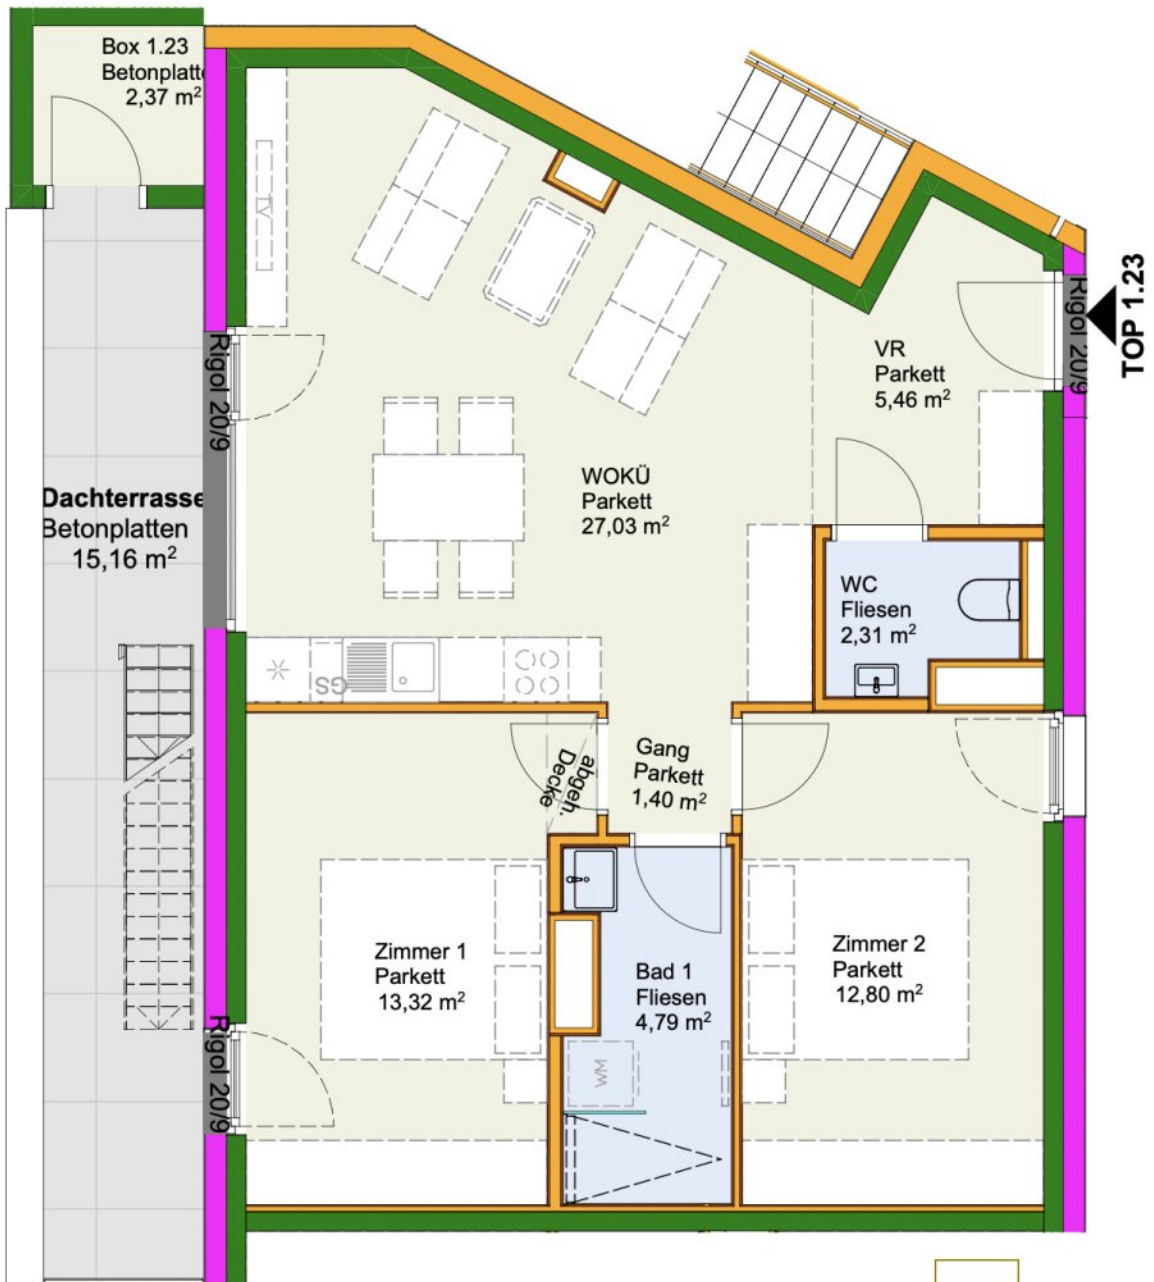 Box 1.23
Betonplatt
2,37 m²
TV
Rigol 20/9
TOP 1.23
VR
Parkett
5,46 m²
Rigol 20/9
WOKÜ
Parkett
27,03 m²
Dachterrasse
Betonplatten
15,16 m²
WC
Fliesen
2,31 m²
GS
abgeh.
Decke
Gang
Parkett
1,40 m²
Zimmer 1
Parkett
13,32 m²
Bad 1
Fliesen
4,79 m²
Zimmer 2
Parkett
12,80 m²
WM
Rigol 20/9